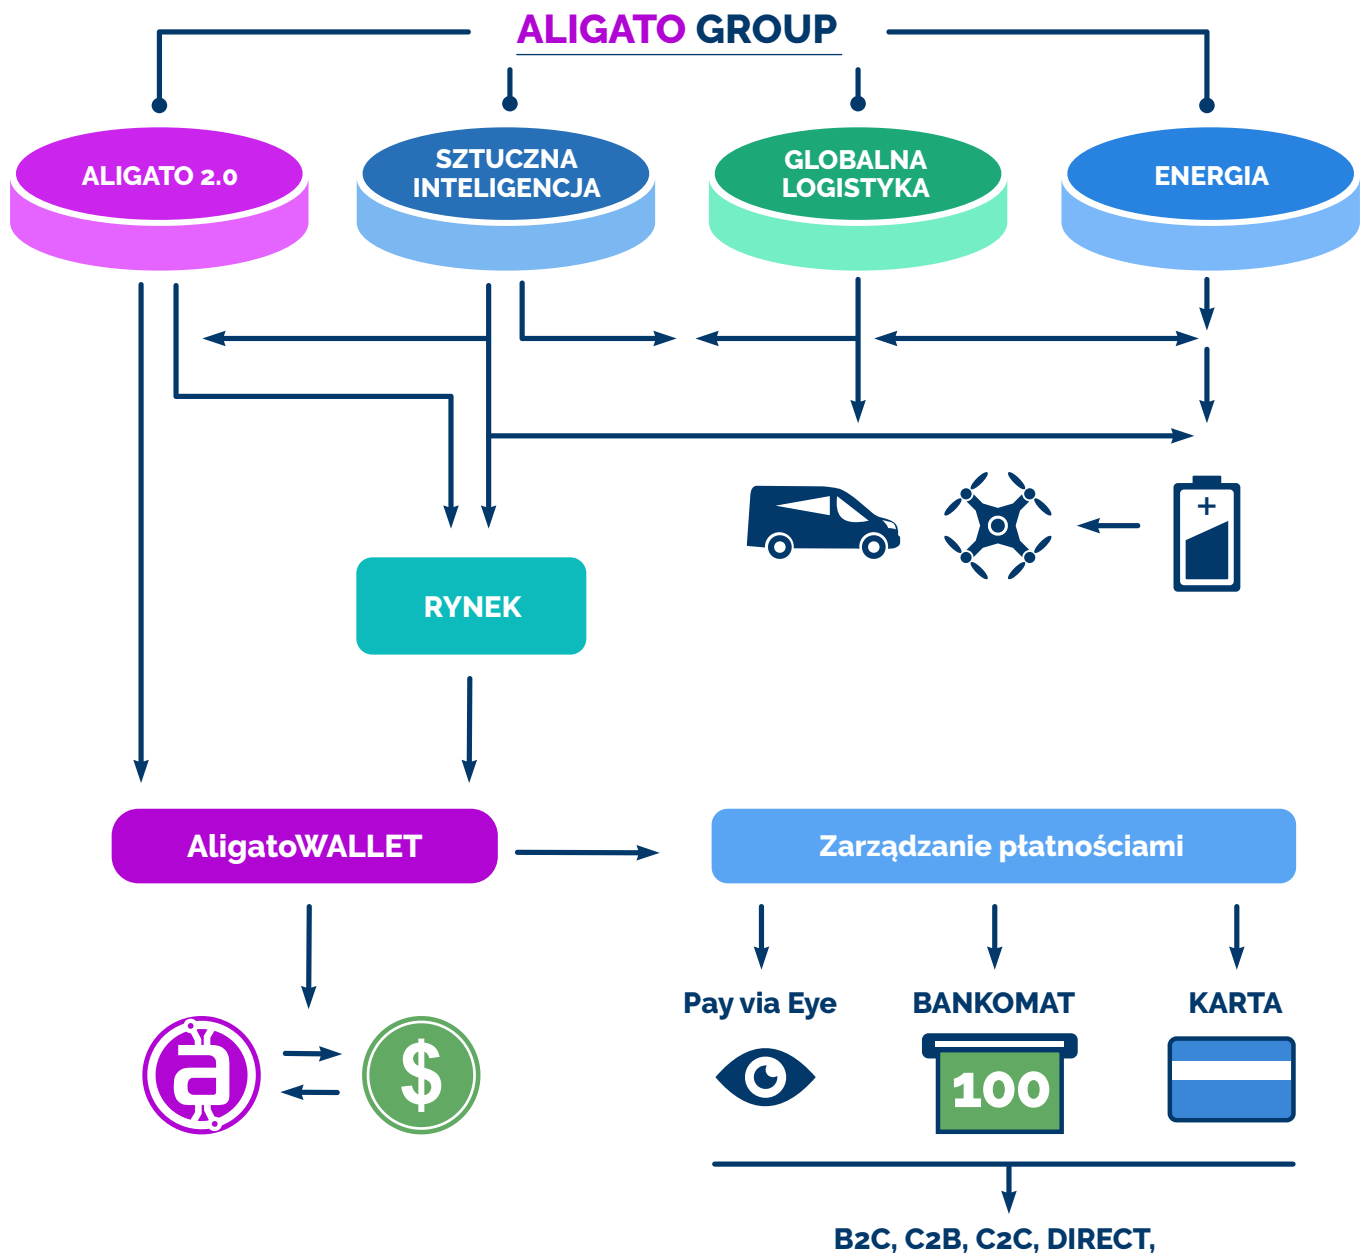 ALIGATO GROUP
ALIGATO 2.0
SZTUCZNA
INTELIGENCJA
GLOBALNA
LOGISTYKA
ENERGIA
+
RYNEK
AligatoWALLET
Zarządzanie płatnościami
Pay via Eye
BANKOMAT
KARTA
a
$
100
B2C, C2B, C2C, DIRECT,